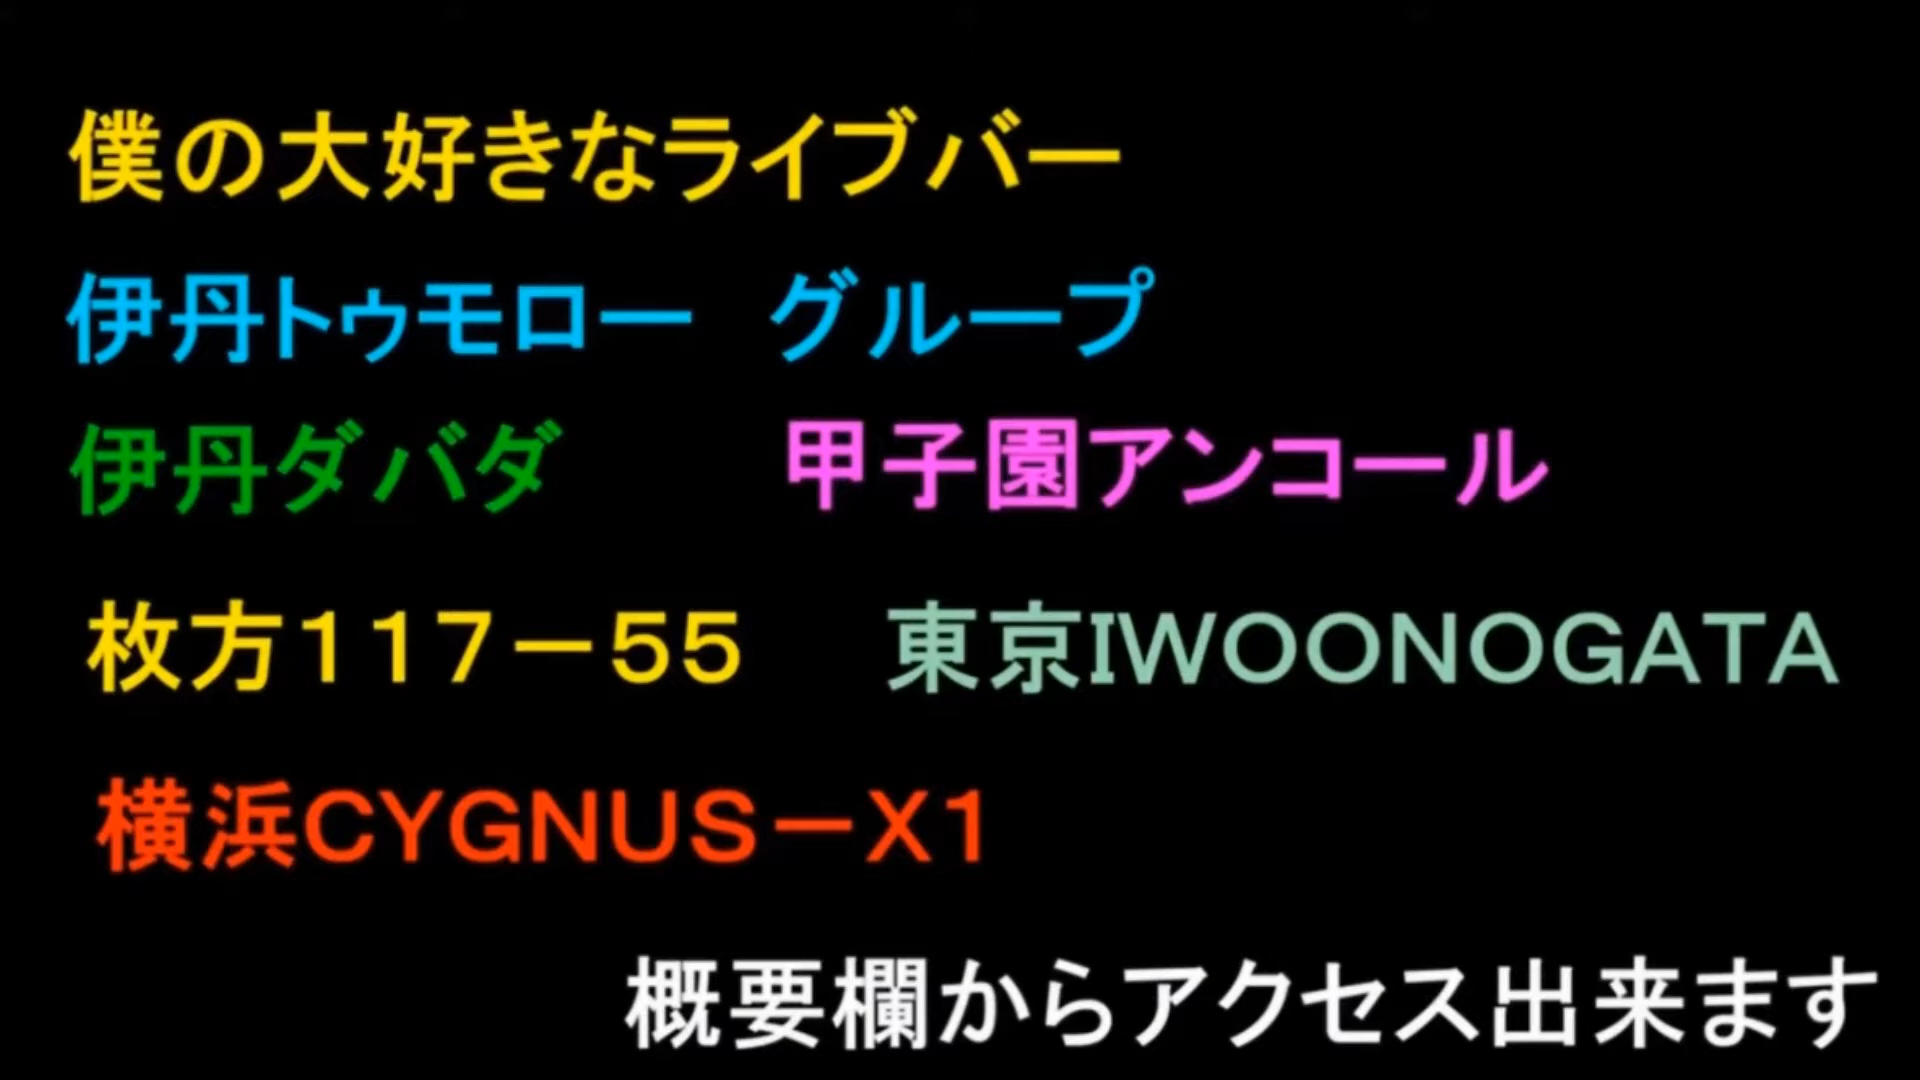 僕の大好きなライブバー
伊丹トゥモロー　グループ
伊丹ダバダ　　甲子園アンコール
枚方１１７－５５　　東京IWOONOGATA
横浜CYGNUS－X1
概要欄からアクセス出来ます